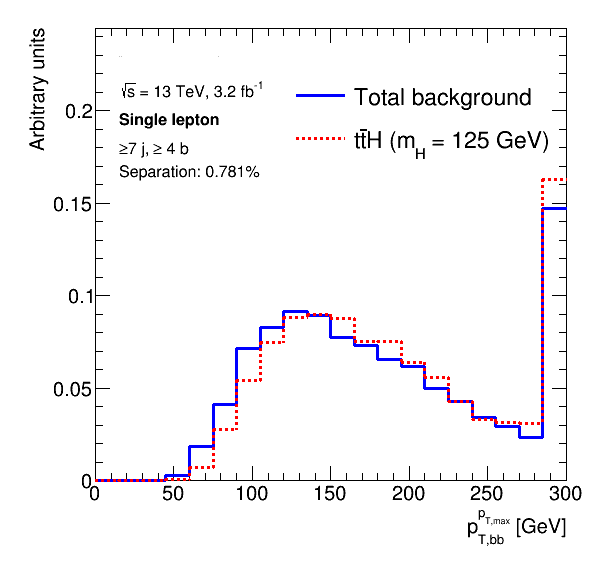 Arbitrary units
√s = 13 TeV, 3.2 fb⁻¹
Single lepton
≥7 j, ≥ 4 b
Separation: 0.781%
Total background
tt̄H (m_H = 125 GeV)
0.2
0.15
0.1
0.05
0
0 50 100 150 200 250 300
p_{T,bb}^{p_{T,max}} [GeV]